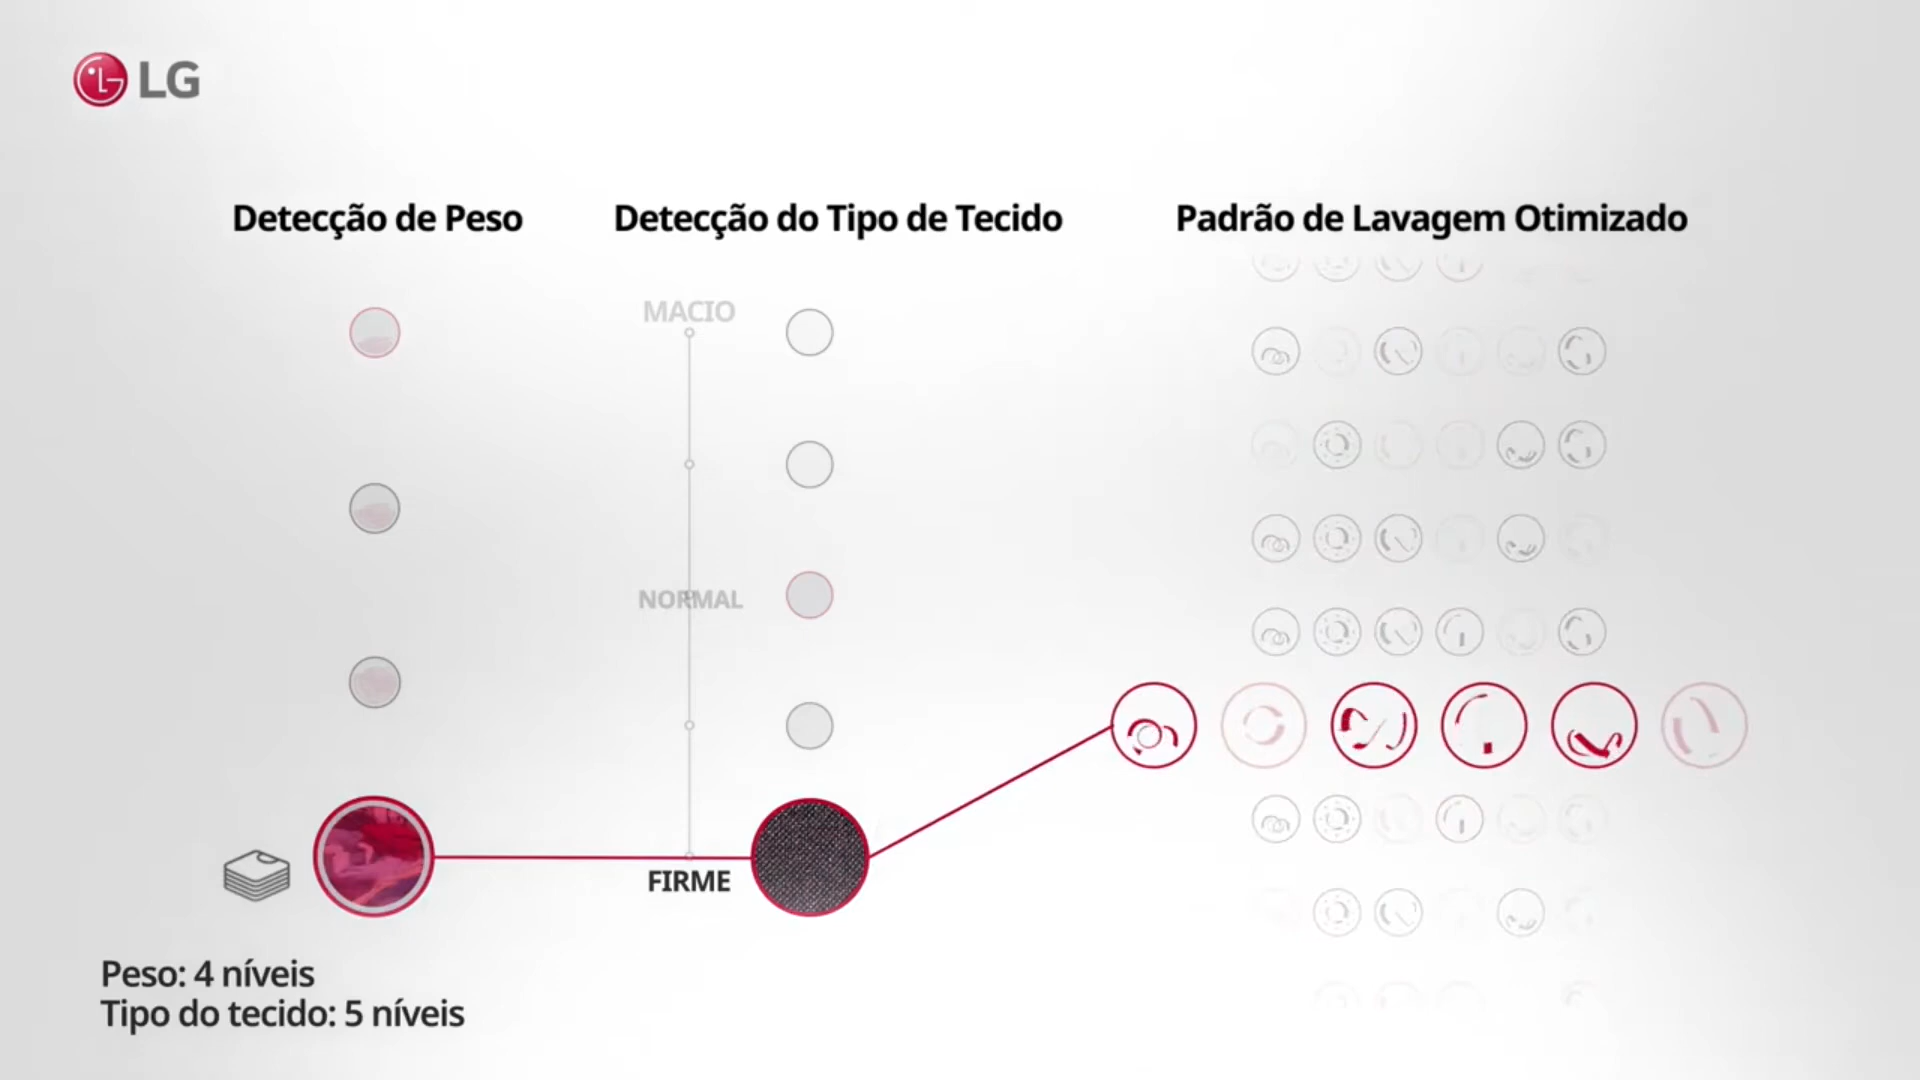 LG
Detecção de Peso
Detecção do Tipo de Tecido
Padrão de Lavagem Otimizado
MACIO
NORMAL
FIRME
Peso: 4 níveis
Tipo do tecido: 5 níveis